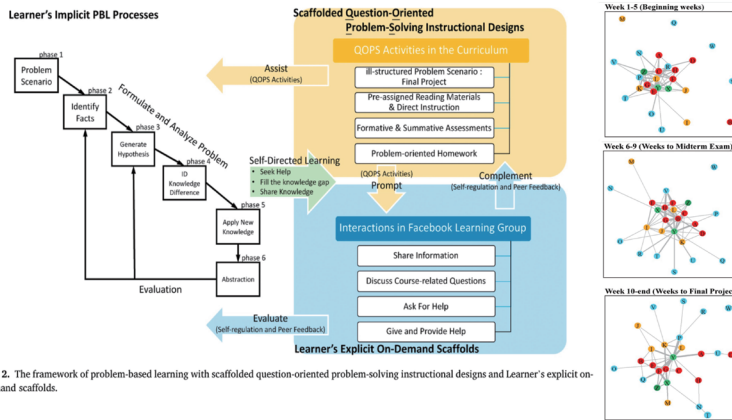 Learner's Implicit PBL Processes
phase 1
Problem
Scenario
phase 2
Identify
Facts
Formulate and Analyze Problem
phase 3
Generate
Hypothesis
phase 4
ID
Knowledge
Difference
phase 5
Apply New
Knowledge
phase 6
Abstraction
Evaluation
Scaffolded Question-Oriented
Problem-Solving Instructional Designs
QOPS Activities in the Curriculum
ill-structured Problem Scenario :
Final Project
Pre-assigned Reading Materials
& Direct Instruction
Formative & Summative Assessments
Problem-oriented Homework
Assist
(QOPS Activities)
Self-Directed Learning
• Seek Help
• Fill the knowledge gap
• Share Knowledge
(QOPS Activities)
Prompt
Complement
(Self-regulation and Peer Feedback)
Interactions in Facebook Learning Group
Share Information
Discuss Course-related Questions
Ask For Help
Give and Provide Help
Evaluate
(Self-regulation and Peer Feedback)
Learner's Explicit On-Demand Scaffolds
2. The framework of problem-based learning with scaffolded question-oriented problem-solving instructional designs and Learner's explicit on-
and scaffolds.
Week 1-5 (Beginning weeks)
Week 6-9 (Weeks to Midterm Exam)
Week 10-end (Weeks to Final Projec